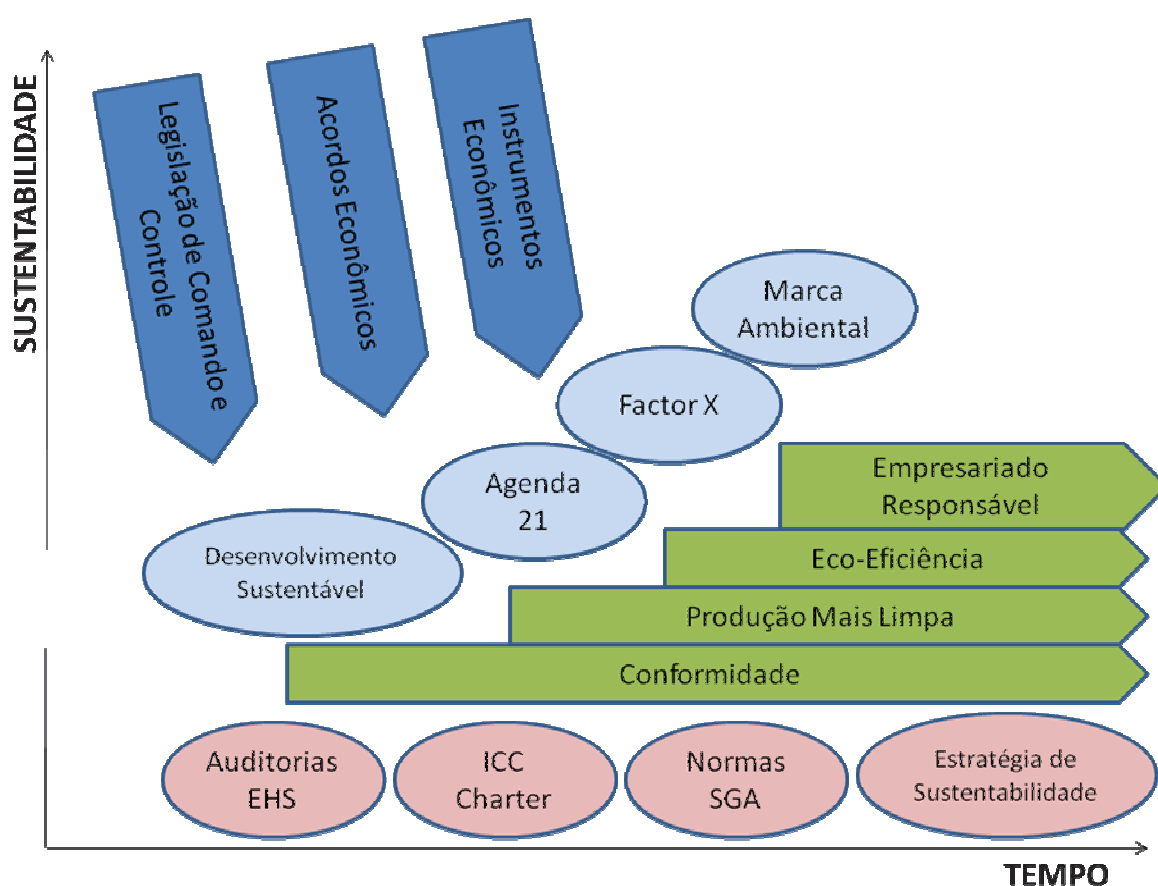 SUSTENTABILIDADE
Legislação de Comando e
Controle
Acordos Econômicos
Instrumentos
Econômicos
Marca
Ambiental
Factor X
Agenda
21
Desenvolvimento
Sustentável
Empresariado
Responsável
Eco-Eficiência
Produção Mais Limpa
Conformidade
Auditorias
EHS
ICC
Charter
Normas
SGA
Estratégia de
Sustentabilidade
TEMPO